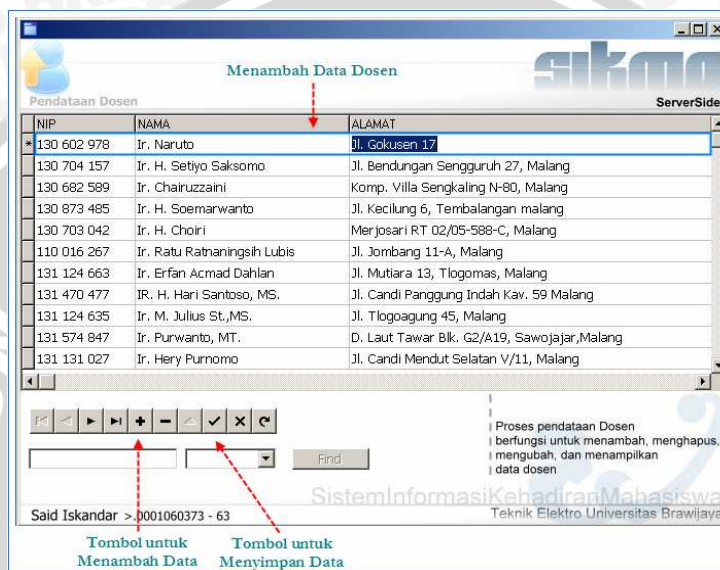 sikma
Menambah Data Dosen
Pendataan Dosen
ServerSide
NIP NAMA ALAMAT
* 130 602 978 Ir. Naruto Jl. Gokusen 17
130 704 157 Ir. H. Setiyo Saksomo Jl. Bendungan Sengguruh 27, Malang
130 682 589 Ir. Chairuzzaini Komp. Villa Sengkaling N-80, Malang
130 873 485 Ir. H. Soemarwanto Jl. Kecilung 6, Tembalangan malang
130 703 042 Ir. H. Choiri Merjosari RT 02/05-588-C, Malang
110 016 267 Ir. Ratu Ratnaningsih Lubis Jl. Jombang 11-A, Malang
131 124 663 Ir. Erfan Acmad Dahlan Jl. Mutiara 13, Tlogomas, Malang
131 470 477 IR. H. Hari Santoso, MS. Jl. Candi Panggung Indah Kav. 59 Malang
131 124 635 Ir. M. Julius St.,MS. Jl. Tlogoagung 45, Malang
131 574 847 Ir. Purwanto, MT. D. Laut Tawar Blk. G2/A19, Sawojajar,Malang
131 131 027 Ir. Hery Purnomo Jl. Candi Mendut Selatan V/11, Malang
Proses pendataan Dosen
berfungsi untuk menambah, menghapus,
mengubah, dan menampilkan
data dosen
Find
SistemInformasiKehadiranMahasiswa
Said Iskandar >.0001060373 - 63
Teknik Elektro Universitas Brawijaya
Tombol untuk
Menambah Data
Tombol untuk
Menyimpan Data